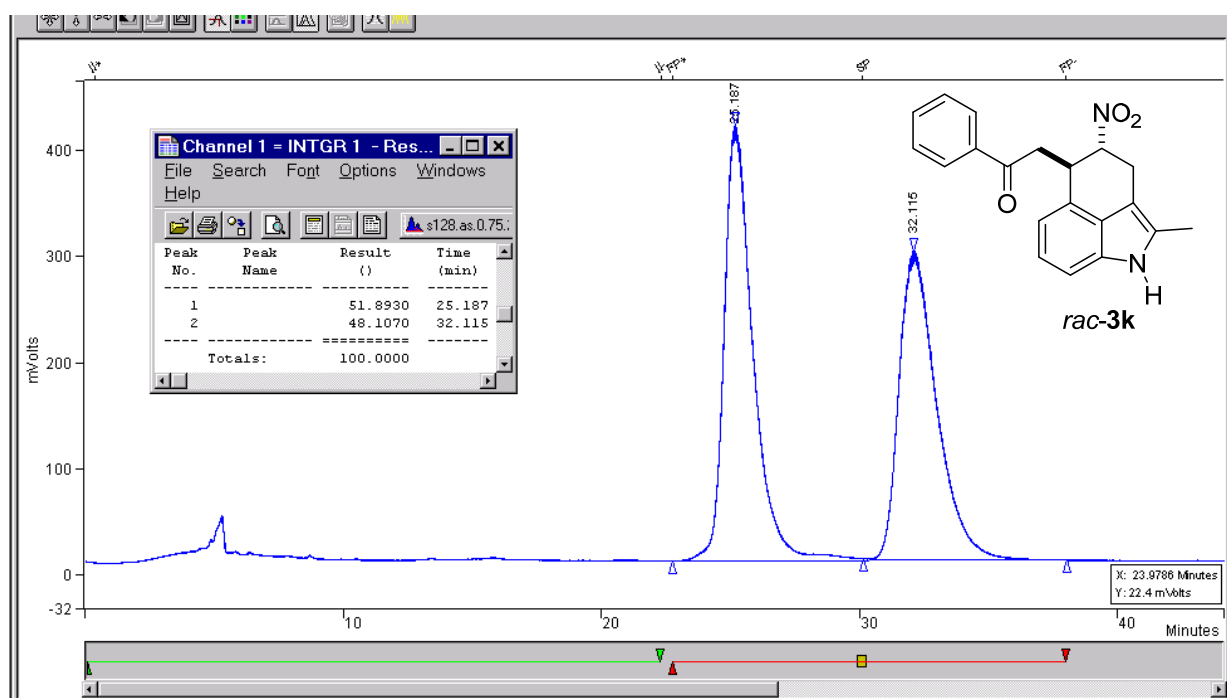 400
300
200
100
0
-32
mVolts
10
20
30
40
Minutes
25.187
32.115
SP
Channel 1 = INTGR 1 - Res...
File Search Font Options Windows
Help
s128.as.0.75.
Peak Peak Result Time
No. Name () (min)
---- ------------ ---------- -------
1 51.8930 25.187
2 48.1070 32.115
---- ------------ ========== -------
Totals: 100.0000
NO2
O
N
H
rac-3k
X: 23.9786 Minutes
Y: 22.4 mVolts